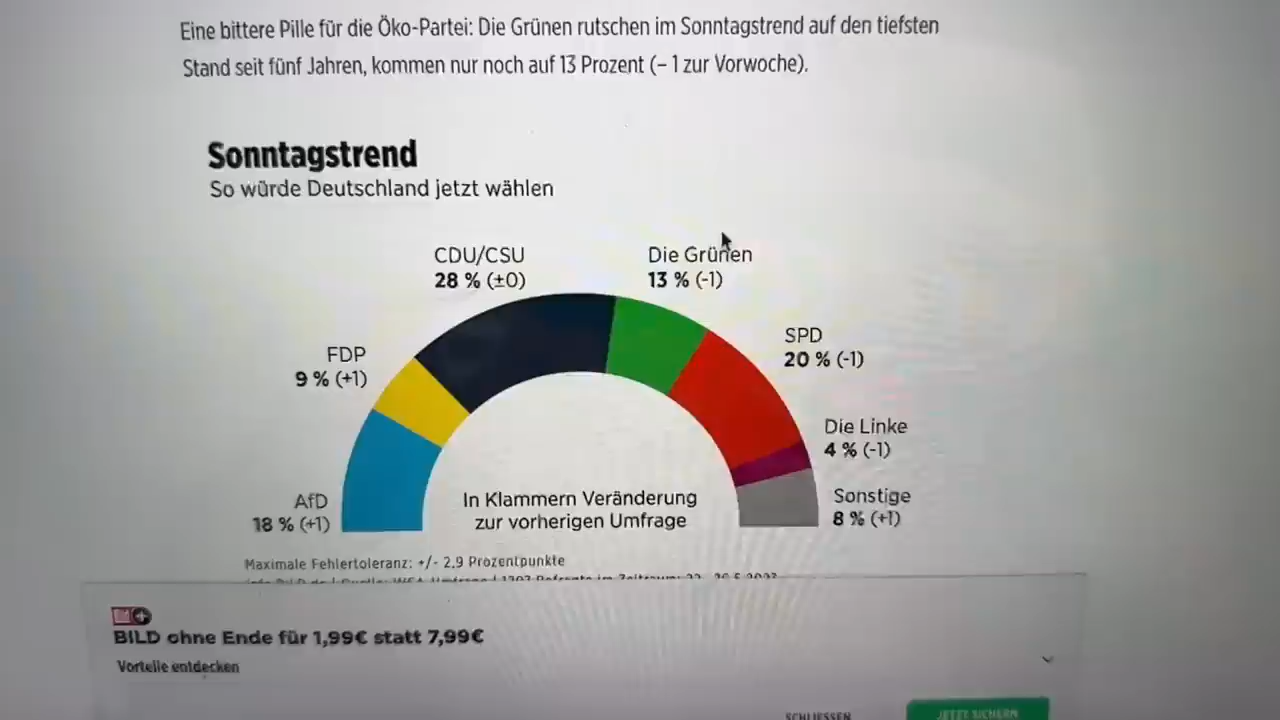 Eine bittere Pille für die Öko-Partei: Die Grünen rutschen im Sonntagstrend auf den tiefsten
Stand seit fünf Jahren, kommen nur noch auf 13 Prozent (– 1 zur Vorwoche).
Sonntagstrend
So würde Deutschland jetzt wählen
CDU/CSU
28 % (±0)
Die Grünen
13 % (-1)
FDP
9 % (+1)
SPD
20 % (-1)
Die Linke
4 % (-1)
AfD
18 % (+1)
Sonstige
8 % (+1)
In Klammern Veränderung
zur vorherigen Umfrage
Maximale Fehlertoleranz: +/- 2,9 Prozentpunkte
BILD ohne Ende für 1,99€ statt 7,99€
Vorteile entdecken
SCHLIESSEN
JETZT SICHERN